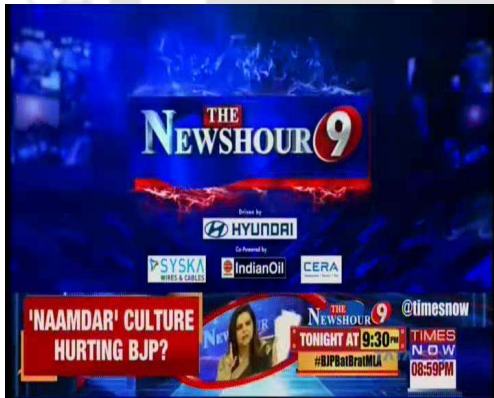 THE
NEWSHOUR 9
Driven by
HYUNDAI
Co-Powered by
SYSKA
WIRES & CABLES
IndianOil
CERA
'NAAMDAR' CULTURE
HURTING BJP?
THE
NEWSHOUR 9
TONIGHT AT 9:30PM
#BJPBatBratMLA
@timesnow
TIMES
NOW
08:59PM